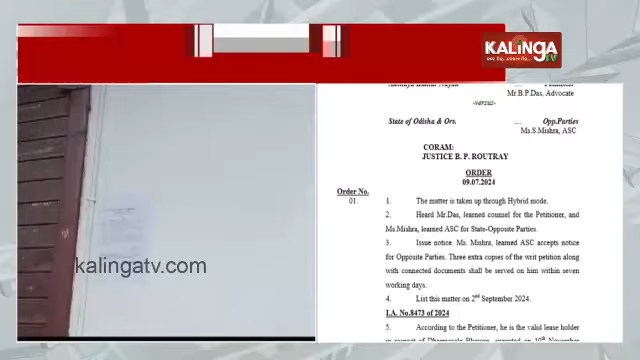 KALINGA
TV
kalingatv.com
Petitioner
Mr.B.P.Das, Advocate
-versus-
State of Odisha & Ors. .... Opp.Parties
Ms.S.Mishra, ASC
CORAM:
JUSTICE B. P. ROUTRAY
ORDER
09.07.2024
Order No.
01. 1. The matter is taken up through Hybrid mode.
2. Heard Mr.Das, learned counsel for the Petitioner, and
Ms.Mishra, learned ASC for State-Opposite Parties.
3. Issue notice. Ms. Mishra, learned ASC accepts notice
for Opposite Parties. Three extra copies of the writ petition along
with connected documents shall be served on him within seven
working days.
4. List this matter on 2nd September 2024.
I.A. No.8473 of 2024
5. According to the Petitioner, he is the valid lease holder